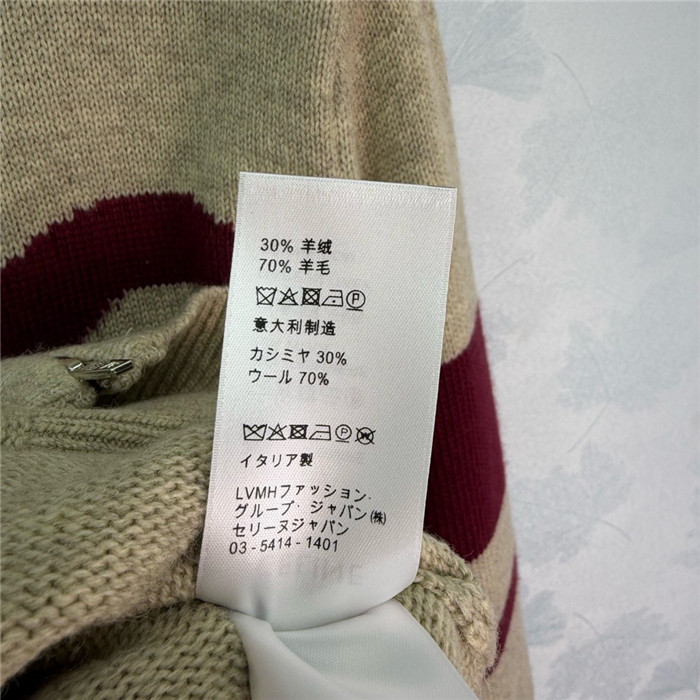 30% 羊绒
70% 羊毛
P
意大利制造
カシミヤ 30%
ウール 70%
P W
イタリア製
LVMHファッション・
グループ・ジャパン(株)
セリーヌジャパン
03-5414-1401